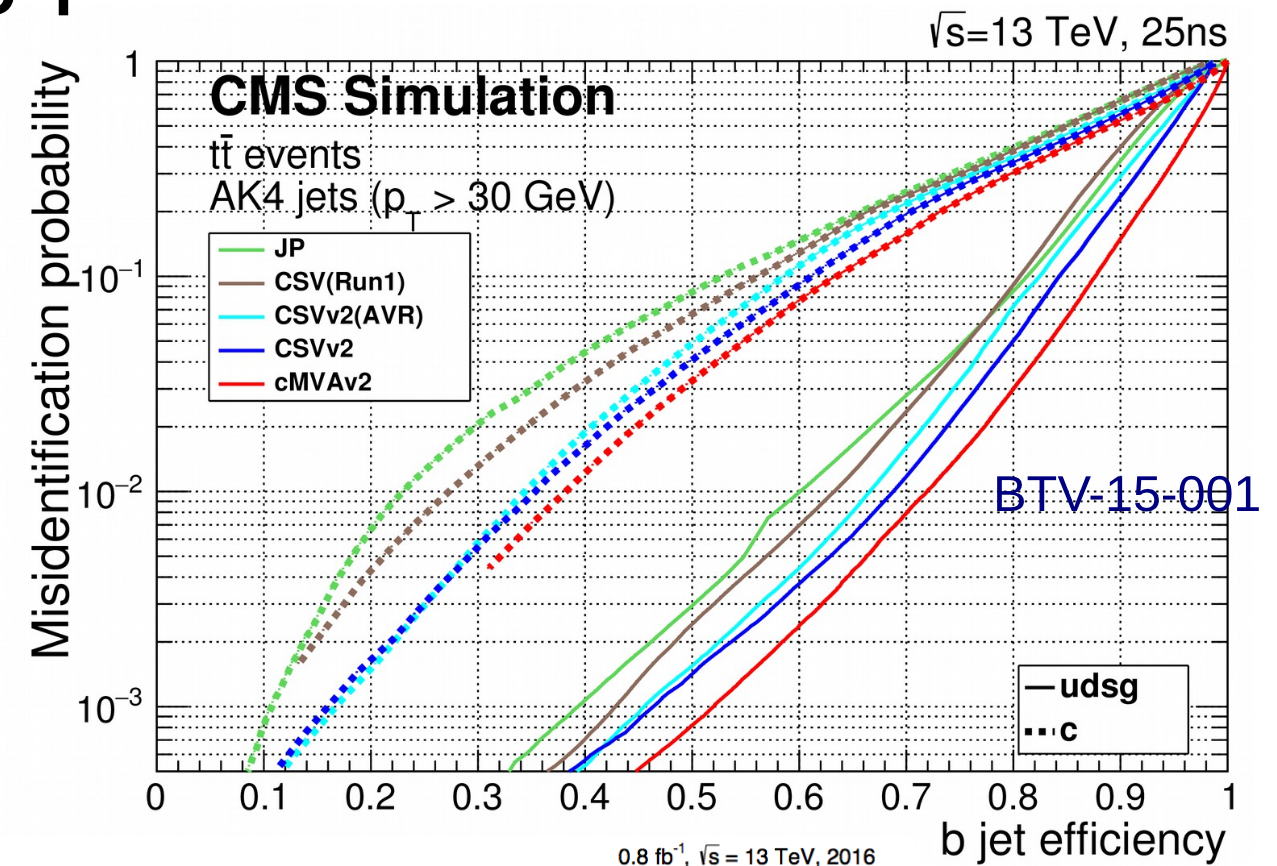 √s=13 TeV, 25ns
CMS Simulation
tt̄ events
AK4 jets (pT > 30 GeV)
JP
CSV(Run1)
CSVv2(AVR)
CSVv2
cMVAv2
Misidentification probability
1
10⁻¹
10⁻²
10⁻³
BTV-15-001
udsg
c
0 0.1 0.2 0.3 0.4 0.5 0.6 0.7 0.8 0.9 1
b jet efficiency
0.8 fb⁻¹, √s = 13 TeV, 2016